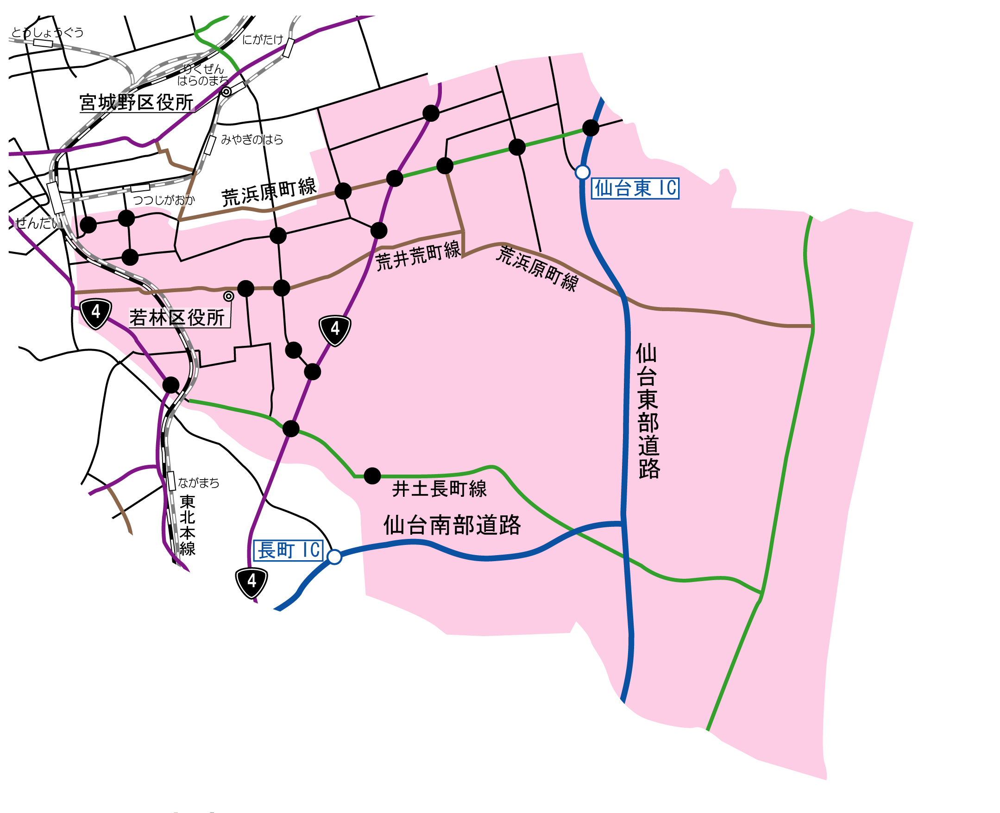 とうしょうぐう
にがたけ
りくぜん
はらのまち
宮城野区役所
みやぎのはら
荒浜原町線
仙台東IC
つつじがおか
せんだい
荒井荒町線
荒浜原町線
4
若林区役所
4
仙台東部道路
井土長町線
ながまち
東北本線
仙台南部道路
長町IC
4